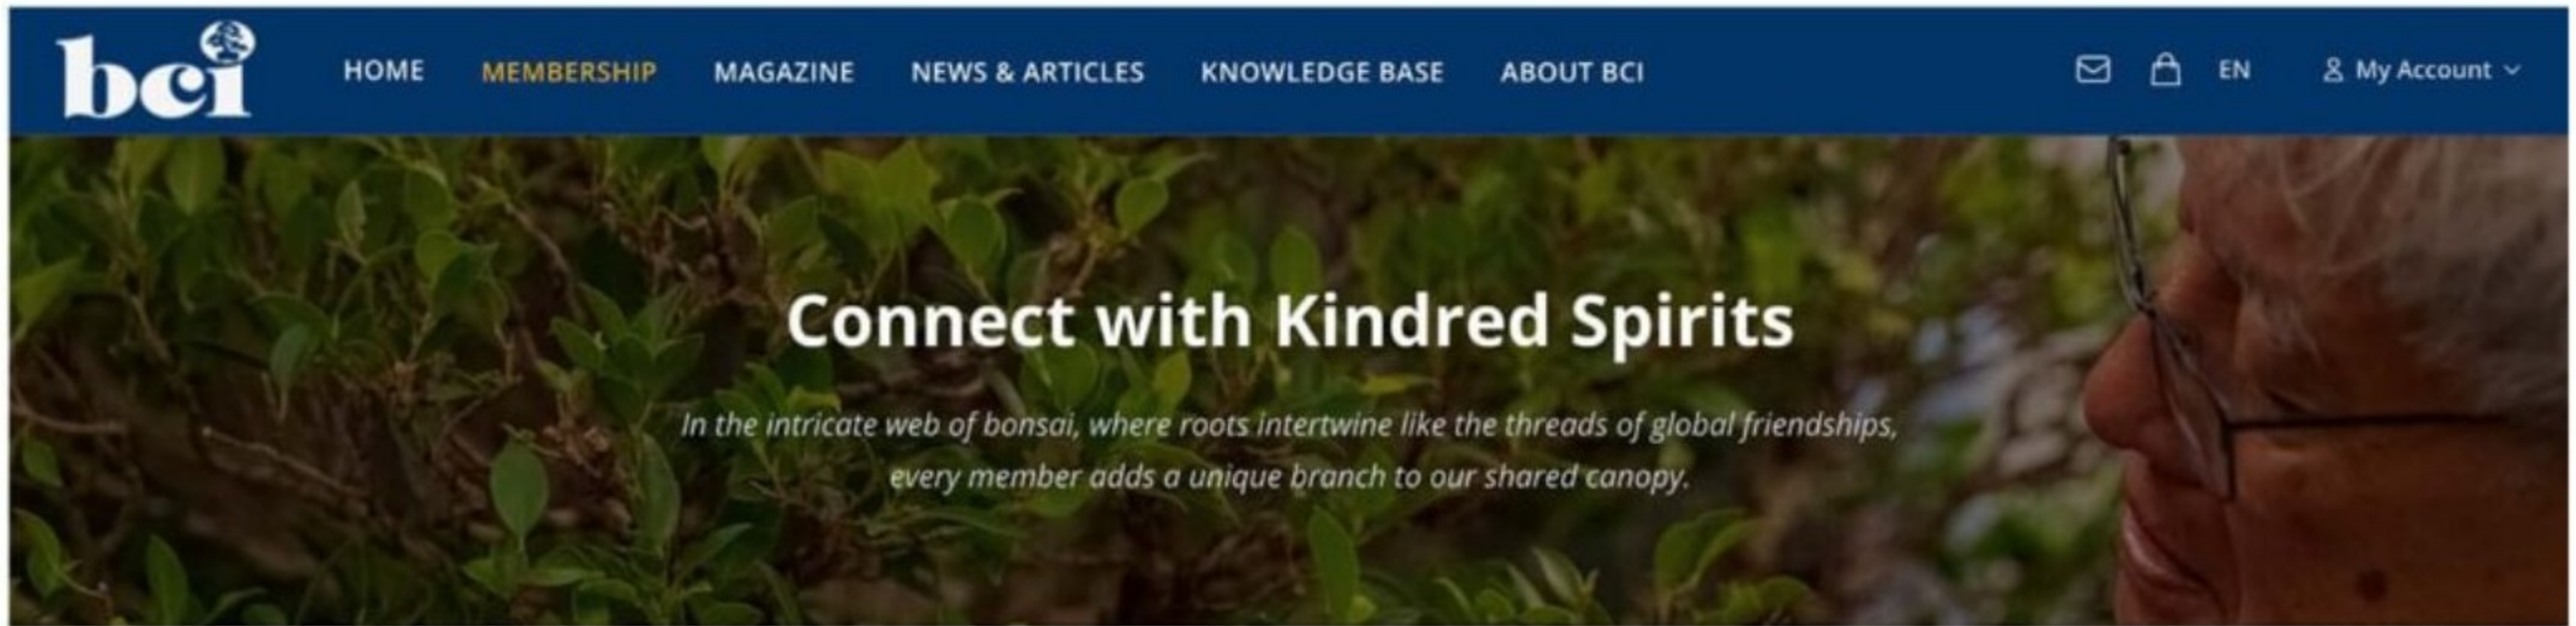 bci
HOME MEMBERSHIP MAGAZINE NEWS & ARTICLES KNOWLEDGE BASE ABOUT BCI EN My Account
Connect with Kindred Spirits
In the intricate web of bonsai, where roots intertwine like the threads of global friendships,
every member adds a unique branch to our shared canopy.